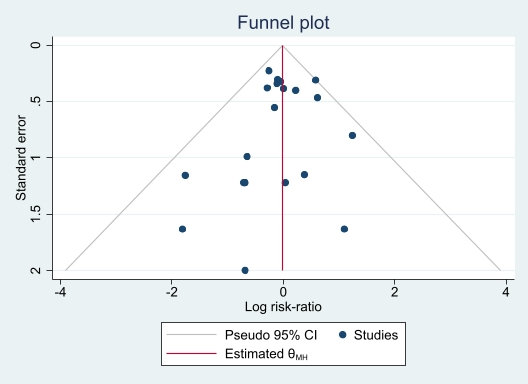 Funnel plot
Standard error
0
.5
1
1.5
2
-4 -2 0 2 4
Log risk-ratio
Pseudo 95% CI Studies
Estimated θMH